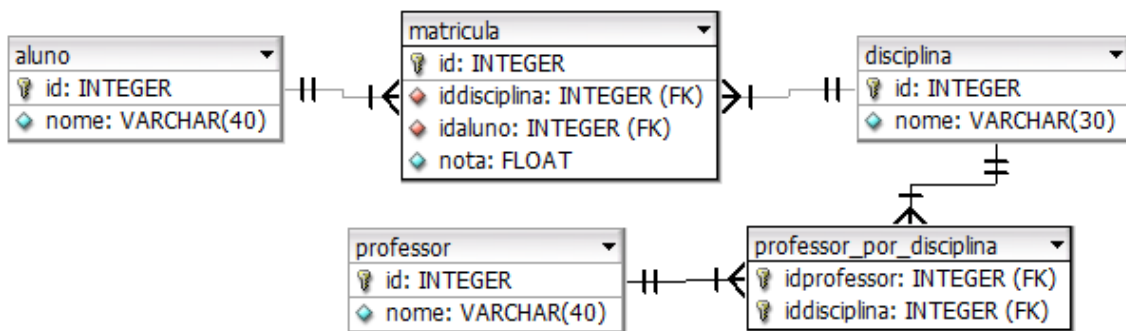 aluno
id: INTEGER
nome: VARCHAR(40)
matricula
id: INTEGER
iddisciplina: INTEGER (FK)
idaluno: INTEGER (FK)
nota: FLOAT
disciplina
id: INTEGER
nome: VARCHAR(30)
professor
id: INTEGER
nome: VARCHAR(40)
professor_por_disciplina
idprofessor: INTEGER (FK)
iddisciplina: INTEGER (FK)